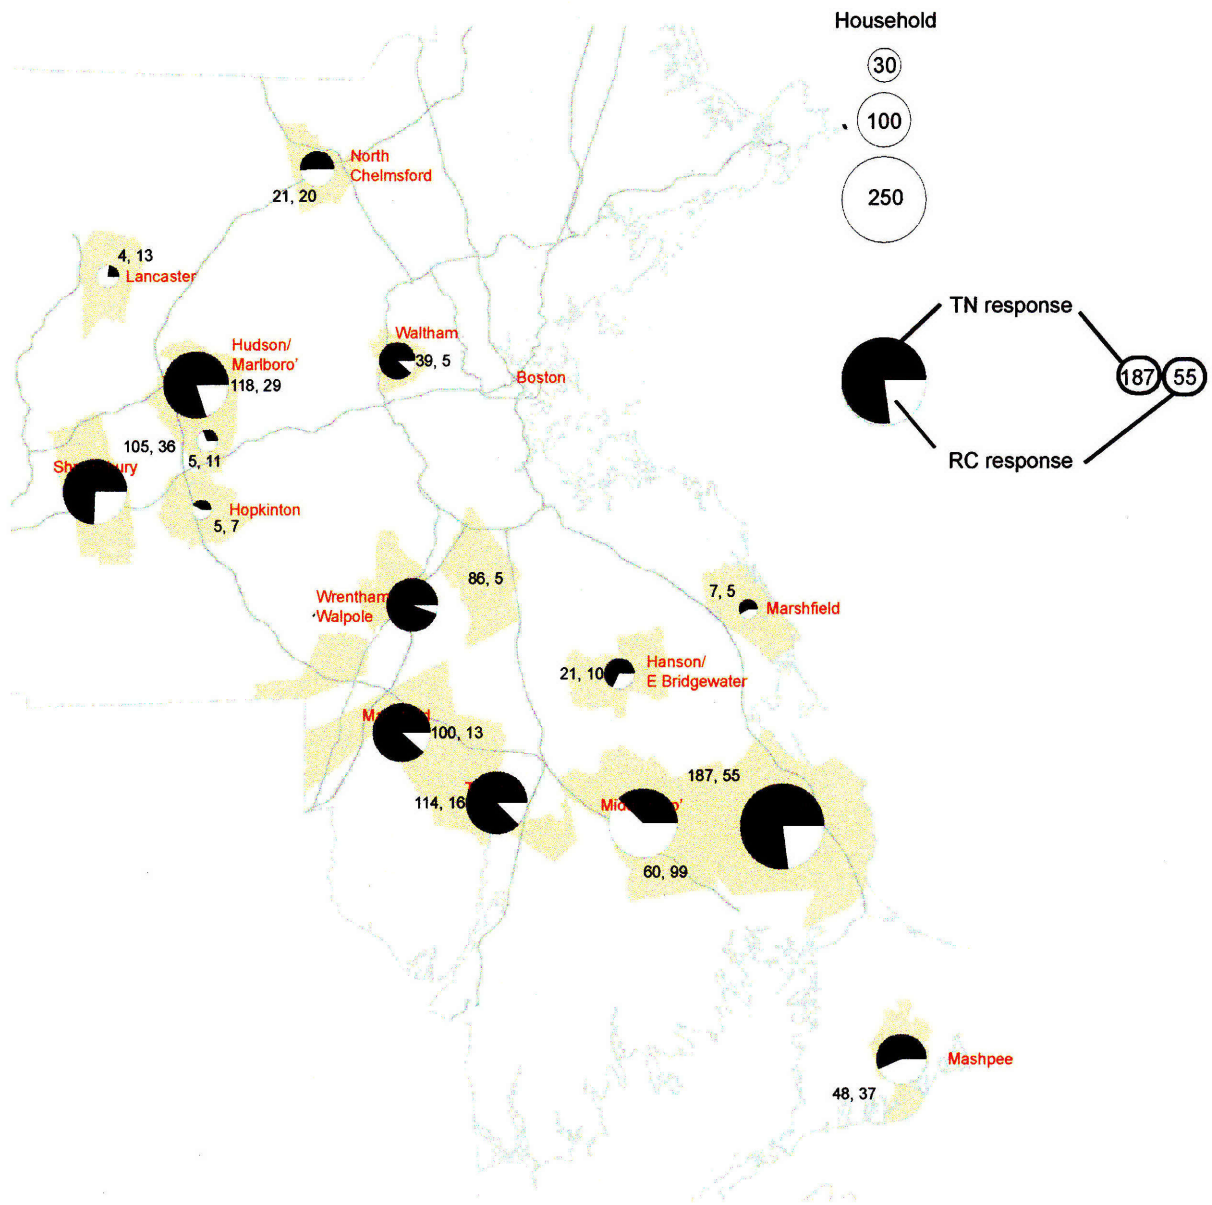 Household
30
100
250
North
Chelmsford
21, 20
4, 13
Lancaster
TN response
187 55
RC response
Hudson/
Marlboro'
118, 29
Waltham
39, 5
Boston
105, 36
5, 11
Hopkinton
5, 7
86, 5
Wrentham
Walpole
7, 5
Marshfield
21, 10
Hanson/
E Bridgewater
100, 13
114, 16
187, 55
60, 99
Mashpee
48, 37